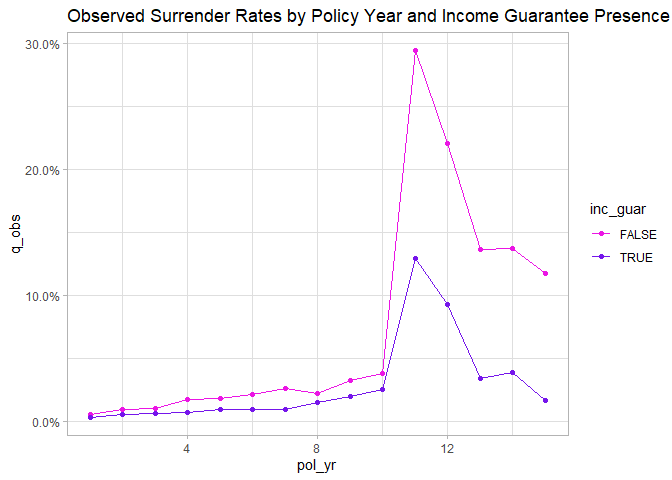 Observed Surrender Rates by Policy Year and Income Guarantee Presence
30.0%
20.0%
10.0%
0.0%
q_obs
4
8
12
pol_yr
inc_guar
FALSE
TRUE